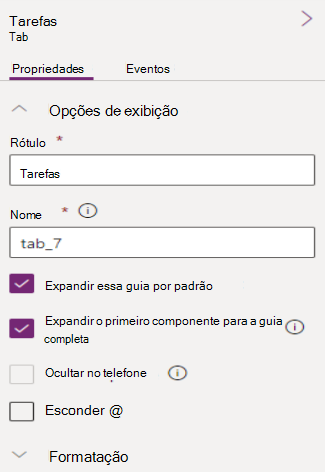 Tarefas
Tab
Propriedades Eventos
Opções de exibição
Rótulo *
Tarefas
Nome *
tab_7
Expandir essa guia por padrão
Expandir o primeiro componente para a guia
completa
Ocultar no telefone
Esconder @
Formatação